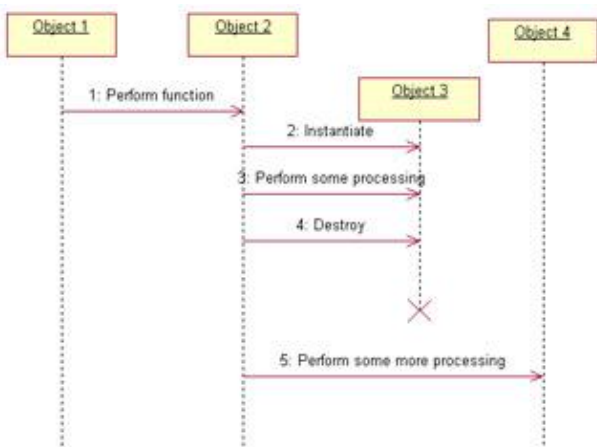 Object 1
Object 2
Object 4
Object 3
1: Perform function
2: Instantiate
3: Perform some processing
4: Destroy
5: Perform some more processing